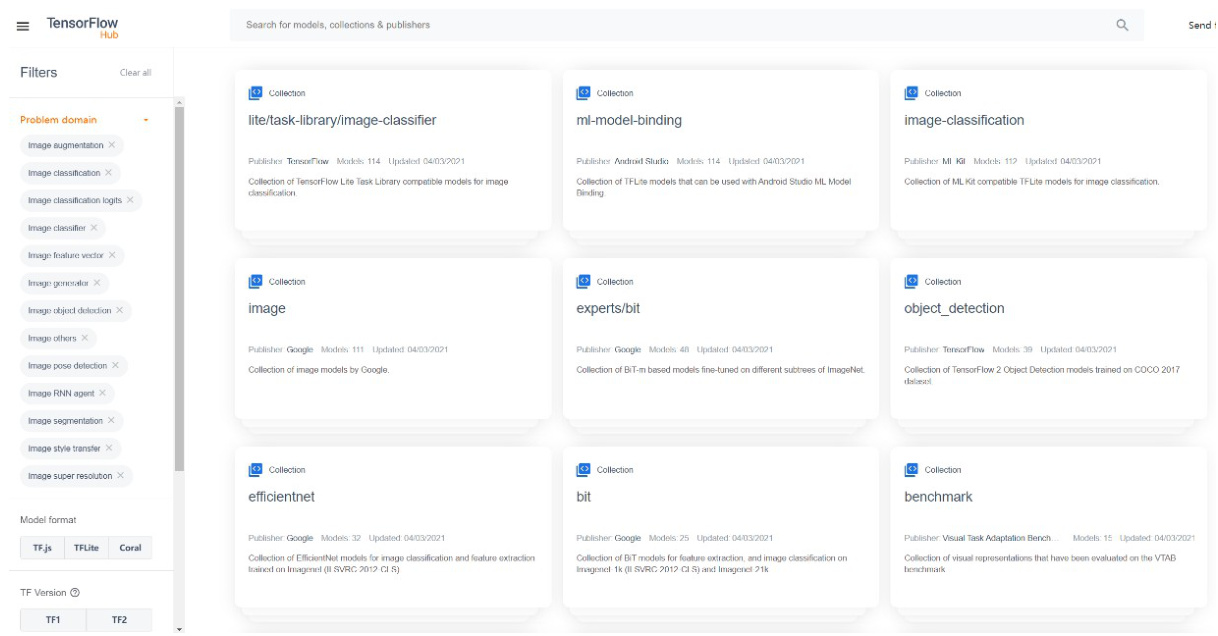 TensorFlow
Hub
Search for models, collections & publishers
Send
Filters
Clear all
Problem domain
Image augmentation
Image classification
Image classification logits
Image classifier
Image feature vector
Image generator
Image object detection
Image others
Image pose detection
Image RNN agent
Image segmentation
Image style transfer
Image super resolution
Model format
TF.js TFLite Coral
TF Version
TF1 TF2
Collection
lite/task-library/image-classifier
Publisher: TensorFlow Models: 114 Updated: 04/03/2021
Collection of TensorFlow Lite Task Library compatible models for image
classification.
Collection
ml-model-binding
Publisher: Android Studio Models: 114 Updated: 04/03/2021
Collection of TFLite models that can be used with Android Studio ML Model
Binding.
Collection
image-classification
Publisher: ML Kit Models: 112 Updated: 04/03/2021
Collection of ML Kit compatible TFLite models for image classification.
Collection
image
Publisher: Google Models: 111 Updated: 04/03/2021
Collection of image models by Google.
Collection
experts/bit
Publisher: Google Models: 48 Updated: 04/03/2021
Collection of BiT-m based models fine-tuned on different subtrees of ImageNet.
Collection
object_detection
Publisher: TensorFlow Models: 39 Updated: 04/03/2021
Collection of TensorFlow 2 Object Detection models trained on COCO 2017
dataset.
Collection
efficientnet
Publisher: Google Models: 32 Updated: 04/03/2021
Collection of EfficientNet models for image classification and feature extraction
trained on Imagenet (ILSVRC-2012-CLS)
Collection
bit
Publisher: Google Models: 25 Updated: 04/03/2021
Collection of BiT models for feature extraction, and image classification on
Imagenet-1k (ILSVRC-2012-CLS) and Imagenet-21k
Collection
benchmark
Publisher: Visual Task Adaptation Bench... Models: 15 Updated: 04/03/2021
Collection of visual representations that have been evaluated on the VTAB
benchmark